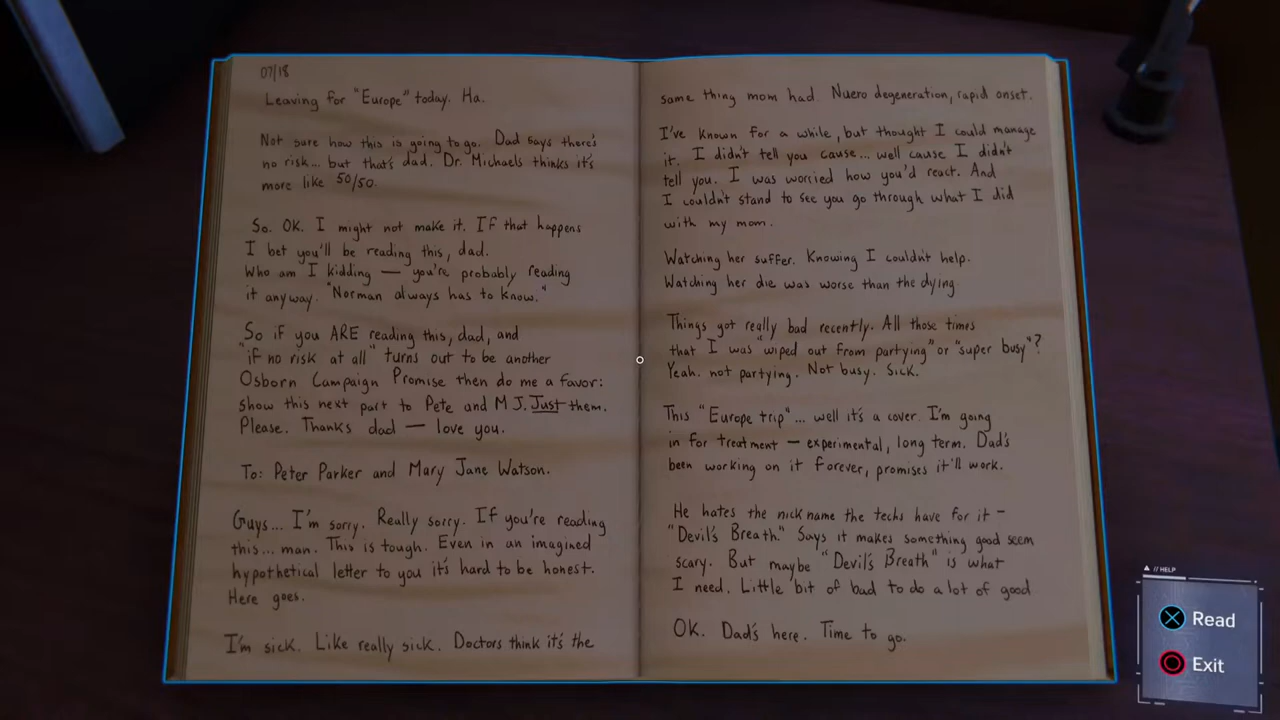 07/18
Leaving for "Europe" today. Ha.
Not sure how this is going to go. Dad says there's
no risk... but that's dad. Dr. Michaels thinks it's
more like 50/50.
So. OK. I might not make it. IF that happens
I bet you'll be reading this, dad.
Who am I kidding — you're probably reading
it anyway. "Norman always has to know."
So if you ARE reading this, dad, and
"if no risk at all" turns out to be another
Osborn Campaign Promise then do me a favor:
show this next part to Pete and MJ. Just them.
Please. Thanks dad — love you.
To: Peter Parker and Mary Jane Watson.
Guys... I'm sorry. Really sorry. If you're reading
this... man. This is tough. Even in an imagined
hypothetical letter to you it's hard to be honest.
Here goes.
I'm sick. Like really sick. Doctors think it's the
same thing mom had. Nuero degeneration, rapid onset.
I've known for a while, but thought I could manage
it. I didn't tell you cause... well cause I didn't
tell you. I was worried how you'd react. And
I couldn't stand to see you go through what I did
with my mom.
Watching her suffer. Knowing I couldn't help.
Watching her die was worse than the dying.
Things got really bad recently. All those times
that I was "wiped out from partying" or "super busy"?
Yeah. not partying. Not busy. Sick.
This "Europe trip"... well it's a cover. I'm going
in for treatment — experimental, long term. Dad's
been working on it forever, promises it'll work.
He hates the nickname the techs have for it -
"Devil's Breath." Says it makes something good seem
scary. But maybe "Devil's Breath" is what
I need. Little bit of bad to do a lot of good
OK. Dad's here. Time to go.
// HELP
Read
Exit